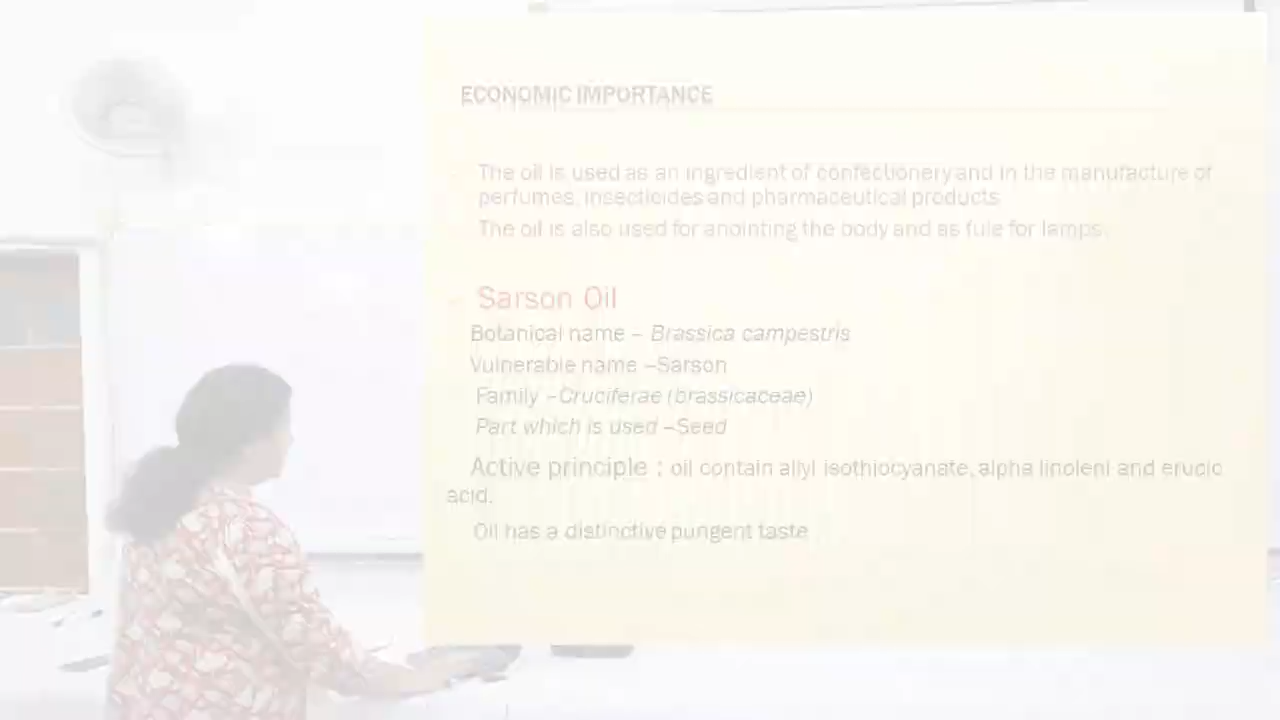 ECONOMIC IMPORTANCE
The oil is used as an ingredient of confectionery and in the manufacture of
perfumes, insecticides and pharmaceutical products.
The oil is also used for anointing the body and as fule for lamps.
Sarson Oil
Botanical name – Brassica campestris
Vulnerable name –Sarson
Family –Cruciferae (brassicaceae)
Part which is used –Seed
Active principle : oil contain allyl isothiocyanate, alpha linoleni and erucic
acid.
Oil has a distinctive pungent taste